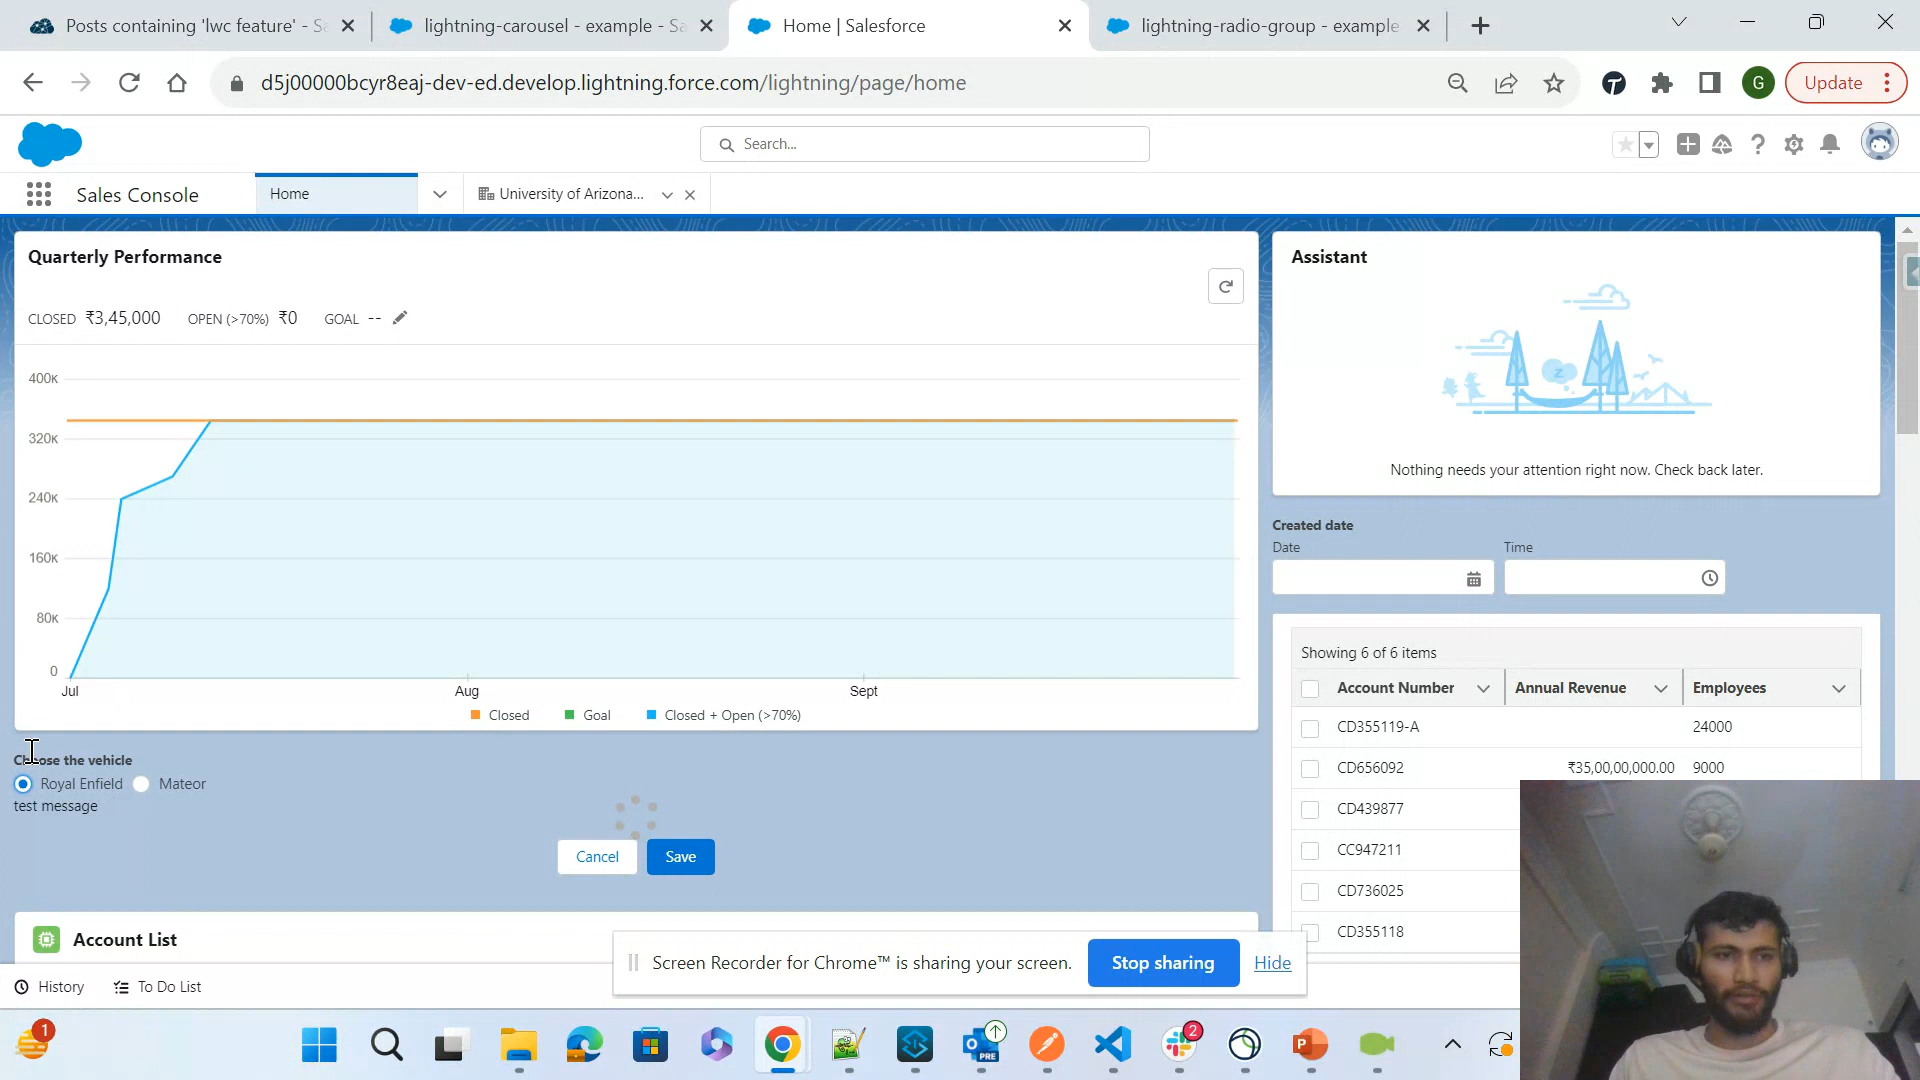 Posts containing 'lwc feature' - Sa
lightning-carousel - example - Sa
Home | Salesforce
lightning-radio-group - example
d5j00000bcyr8eaj-dev-ed.develop.lightning.force.com/lightning/page/home
G
Update
Search...
Sales Console
Home
University of Arizona...
Quarterly Performance
CLOSED ₹3,45,000 OPEN (>70%) ₹0 GOAL --
400K
320K
240K
160K
80K
0
Jul Aug Sept
Closed Goal Closed + Open (>70%)
Assistant
Z
Nothing needs your attention right now. Check back later.
Created date
Date Time
Showing 6 of 6 items
Account Number Annual Revenue Employees
CD355119-A 24000
CD656092 ₹35,00,00,000.00 9000
CD439877
CC947211
CD736025
CD355118
Choose the vehicle
Royal Enfield Mateor
test message
Cancel Save
Account List
Screen Recorder for Chrome™ is sharing your screen. Stop sharing Hide
History To Do List
1
PRE
2